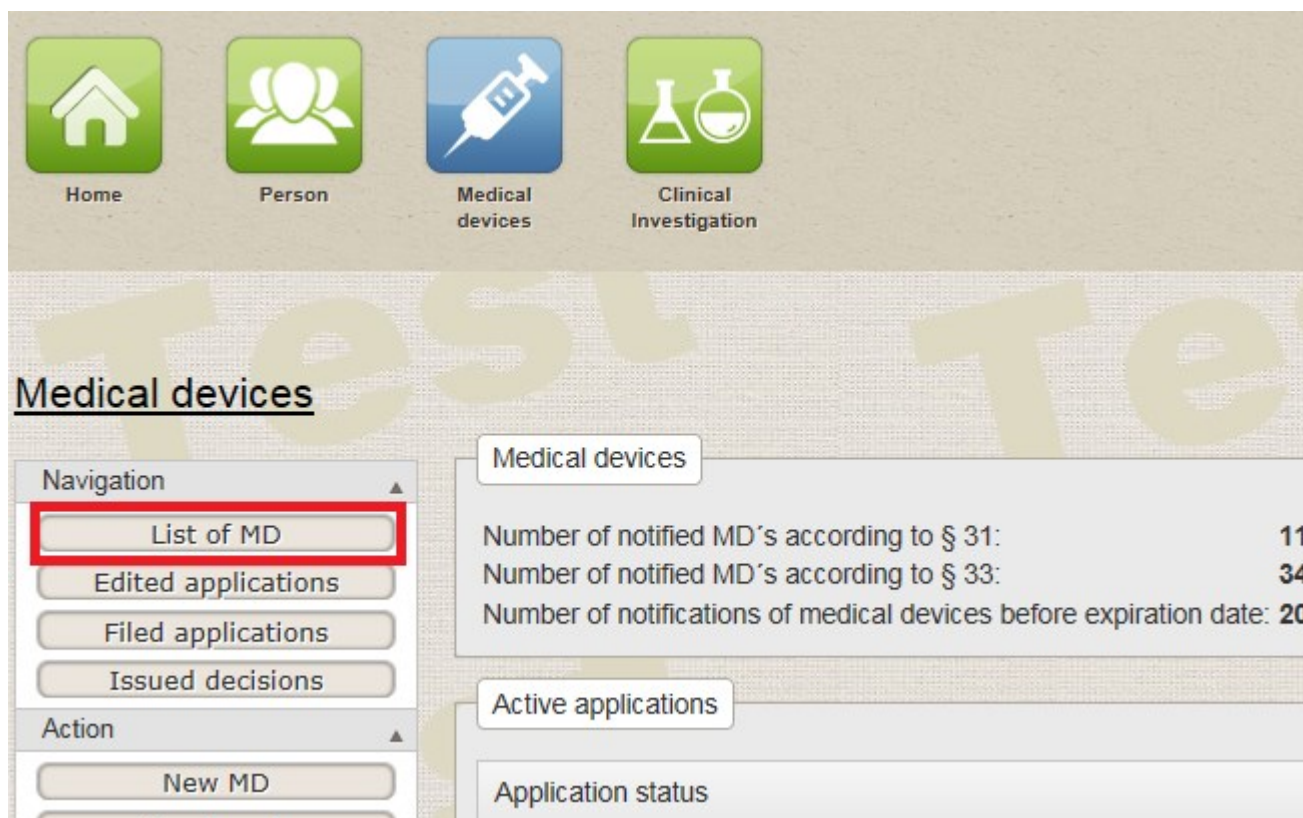 Home
Person
Medical
devices
Clinical
Investigation
Test
Medical devices
Navigation
List of MD
Edited applications
Filed applications
Issued decisions
Action
New MD
Medical devices
Number of notified MD´s according to § 31:
Number of notified MD´s according to § 33:
Number of notifications of medical devices before expiration date:
Active applications
Application status